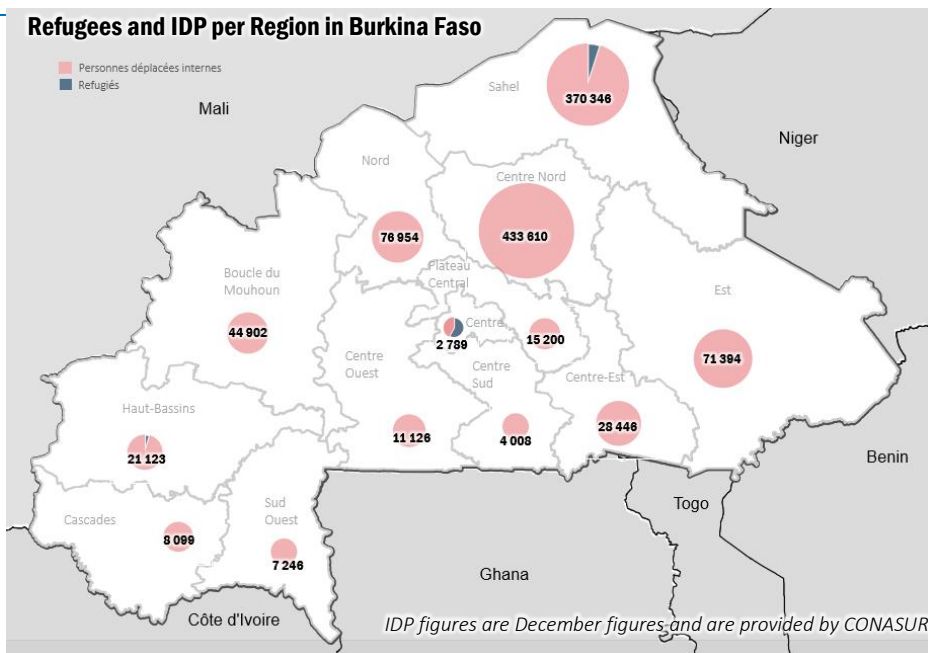 Refugees and IDP per Region in Burkina Faso
Personnes déplacées internes
Refugiés
Mali
Sahel
370 346
Niger
Nord
Centre Nord
76 954
433 610
Boucle du
Mouhoun
44 902
Plateau
Central
Centre
2 789
15 200
Est
71 394
Centre
Ouest
11 126
Centre
Sud
4 008
Centre-Est
28 446
Haut-Bassins
21 123
Benin
Togo
Cascades
8 099
Sud
Ouest
7 246
Ghana
Côte d'Ivoire
IDP figures are December figures and are provided by CONASUR